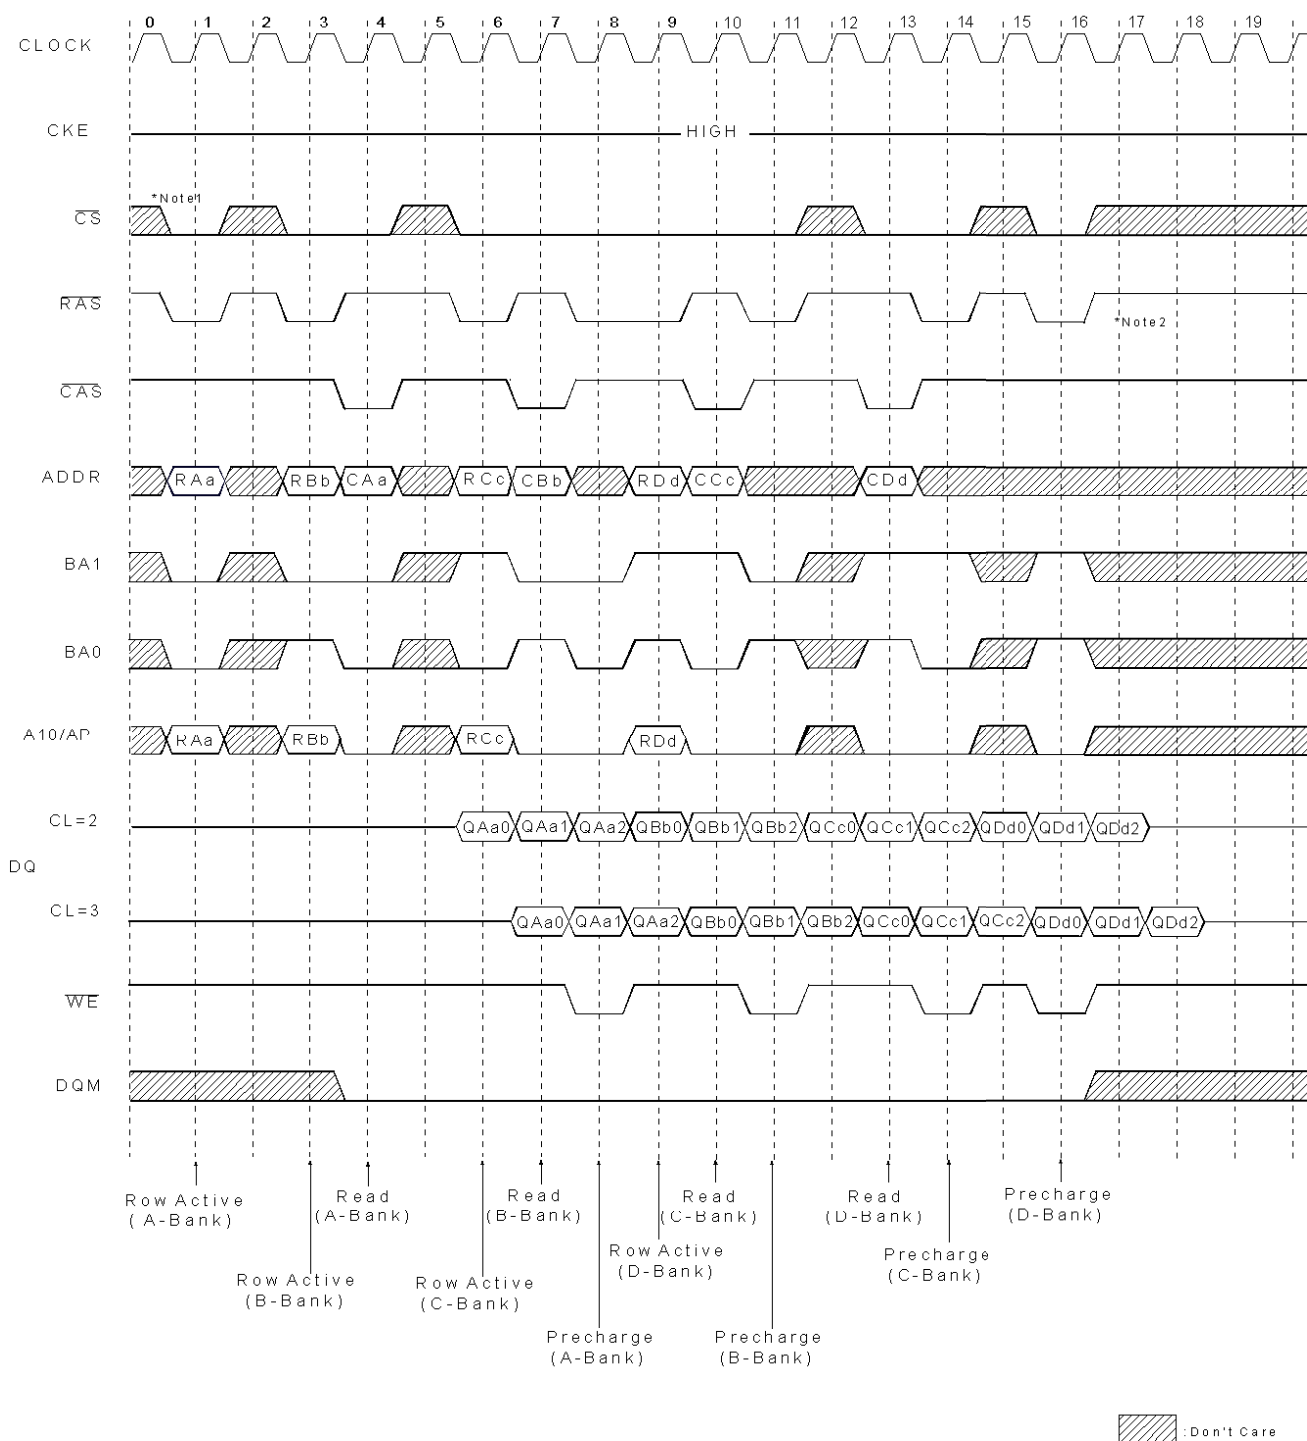 0 1 2 3 4 5 6 7 8 9 10 11 12 13 14 15 16 17 18 19
CLOCK
CKE HIGH
*Note1
CS
RAS
*Note2
CAS
ADDR RAa RBb CAa RCc CBb RDd CCc CDd
BA1
BA0
A10/AP RAa RBb RCc RDd
CL=2 QAa0 QAa1 QAa2 QBb0 QBb1 QBb2 QCc0 QCc1 QCc2 QDd0 QDd1 QDd2
DQ
CL=3 QAa0 QAa1 QAa2 QBb0 QBb1 QBb2 QCc0 QCc1 QCc2 QDd0 QDd1 QDd2
WE
DQM
Row Active
(A-Bank)
Read
(A-Bank)
Read
(B-Bank)
Read
(C-Bank)
Read
(D-Bank)
Precharge
(D-Bank)
Row Active
(D-Bank)
Precharge
(C-Bank)
Row Active
(B-Bank)
Row Active
(C-Bank)
Precharge
(A-Bank)
Precharge
(B-Bank)
:Don't Care